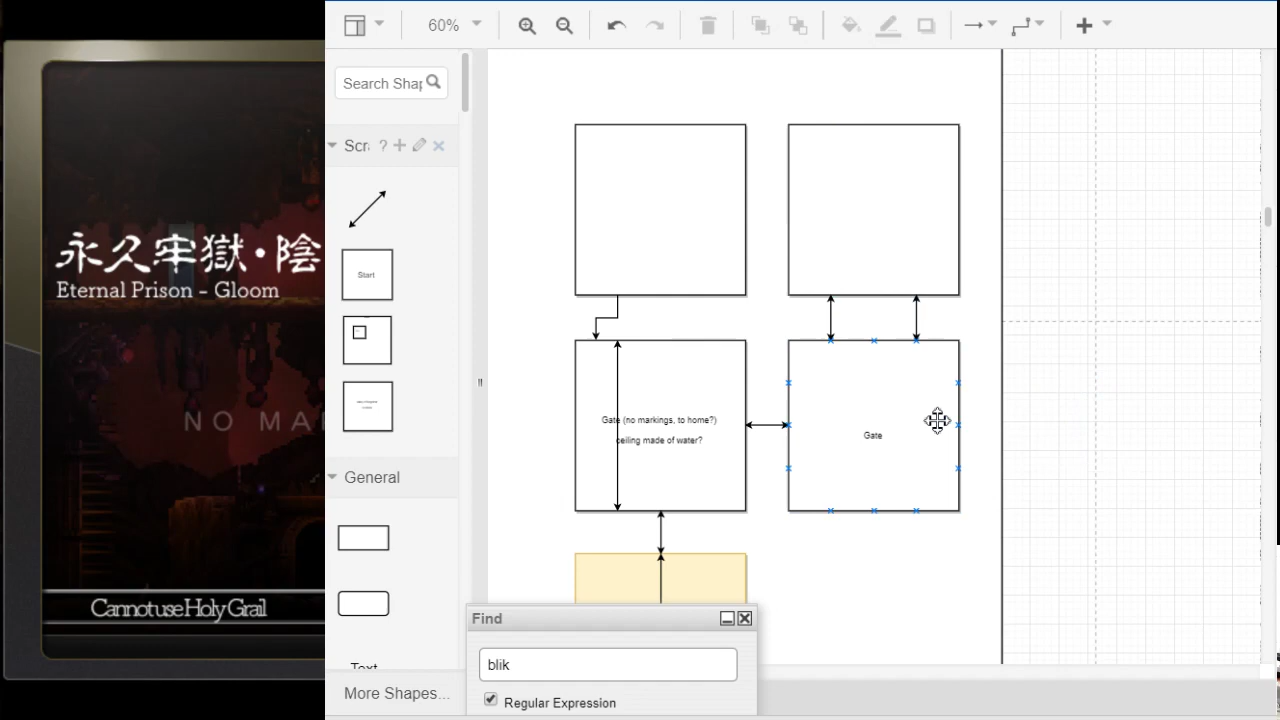 永久牢獄・陰
Eternal Prison - Gloom
NO MA
Cannot use Holy Grail
60%
Search Shap
Scr
?
Start
General
Text
More Shapes...
Gate (no markings, to home?)
ceiling made of water?
Gate
Find
blik
Regular Expression